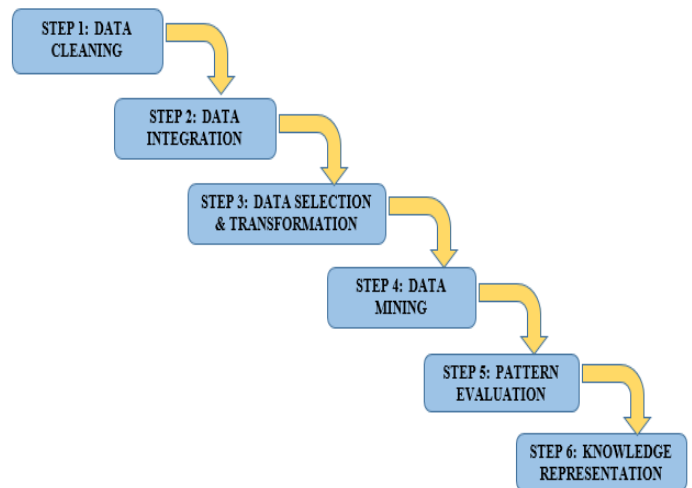 STEP 1: DATA
CLEANING
STEP 2: DATA
INTEGRATION
STEP 3: DATA SELECTION
& TRANSFORMATION
STEP 4: DATA
MINING
STEP 5: PATTERN
EVALUATION
STEP 6: KNOWLEDGE
REPRESENTATION